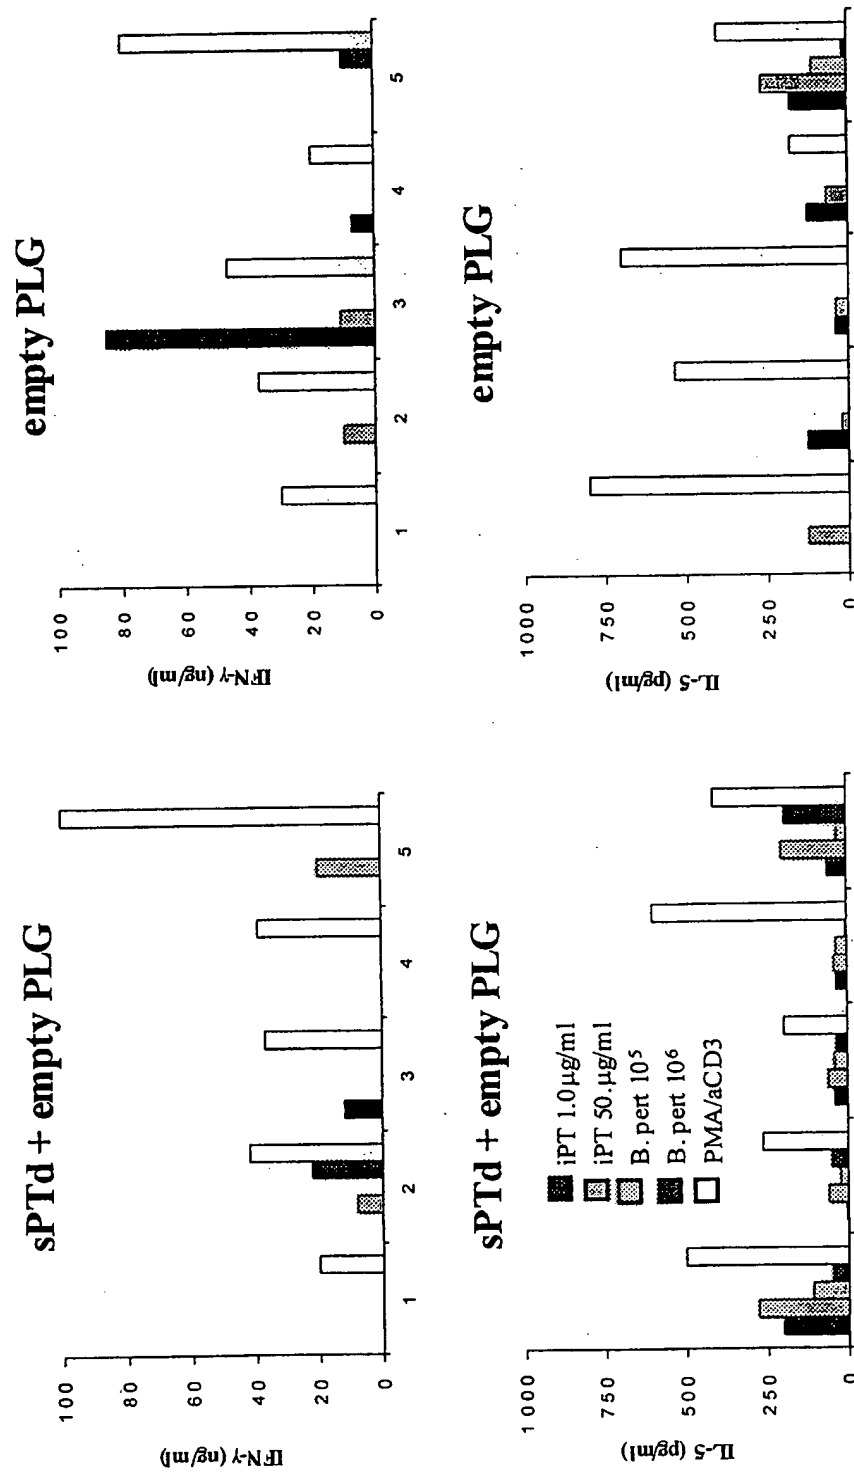 sPTd + empty PLG
IFN-γ (ng/ml)
100
80
60
40
20
0
1
2
3
4
5
empty PLG
IFN-γ (ng/ml)
100
80
60
40
20
0
1
2
3
4
5
sPTd + empty PLG
IL-5 (pg/ml)
1000
750
500
250
0
iPT 1.0µg/ml
iPT 50.µg/ml
B. pert 10⁵
B. pert 10⁶
PMA/aCD3
empty PLG
IL-5 (pg/ml)
1000
750
500
250
0